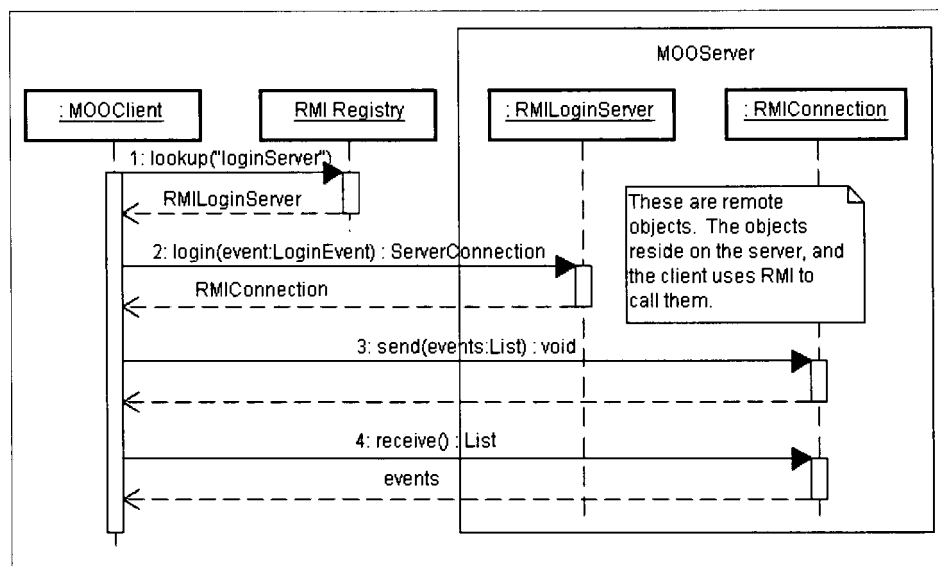 MOOServer
: MOOClient
RMI Registry
: RMILoginServer
: RMIConnection
1: lookup("loginServer")
RMILoginServer
These are remote
objects. The objects
reside on the server, and
the client uses RMI to
call them.
2: login(event:LoginEvent) : ServerConnection
RMIConnection
3: send(events:List) : void
4: receive() : List
events